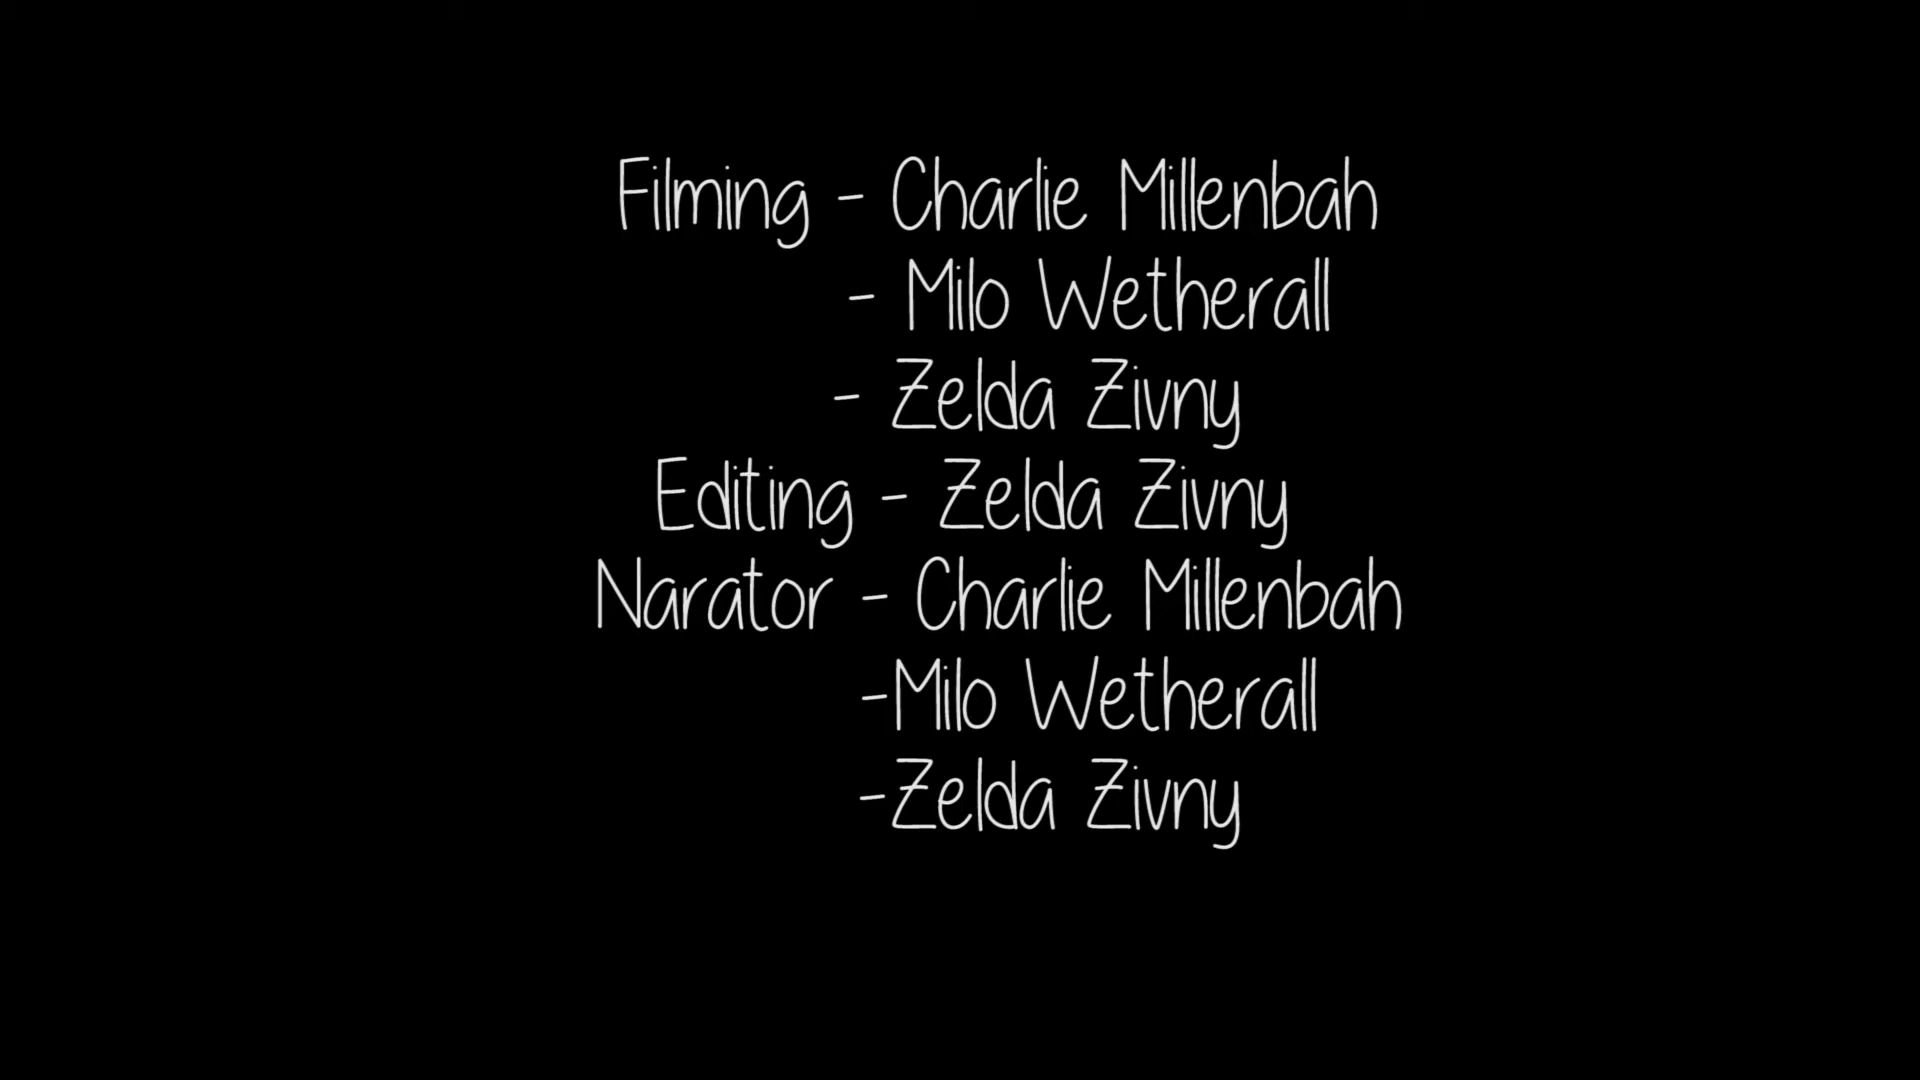 Filming - Charlie Millenbah
- Milo Wetherall
- Zelda Zivny
Editing - Zelda Zivny
Narator - Charlie Millenbah
-Milo Wetherall
-Zelda Zivny